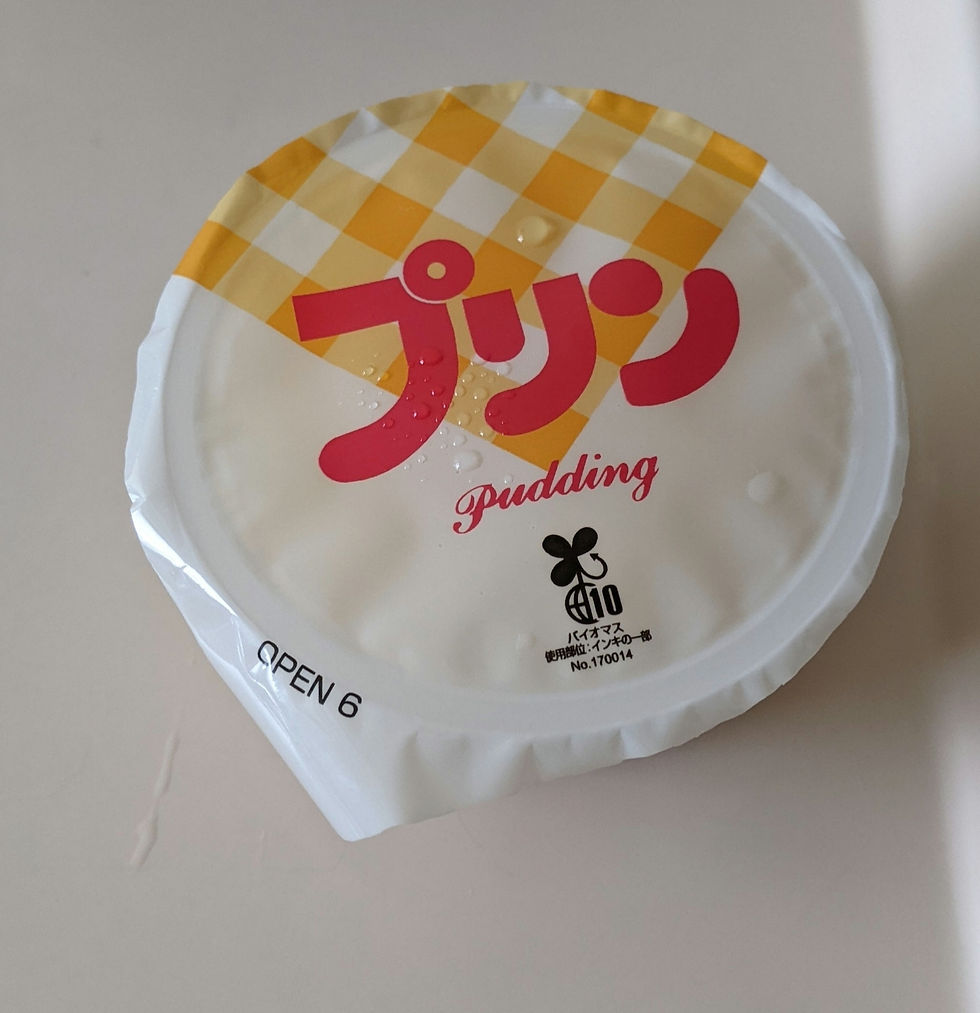 プリン
Pudding
10
バイオマス
使用部位:インキの一部
No.170014
OPEN 6